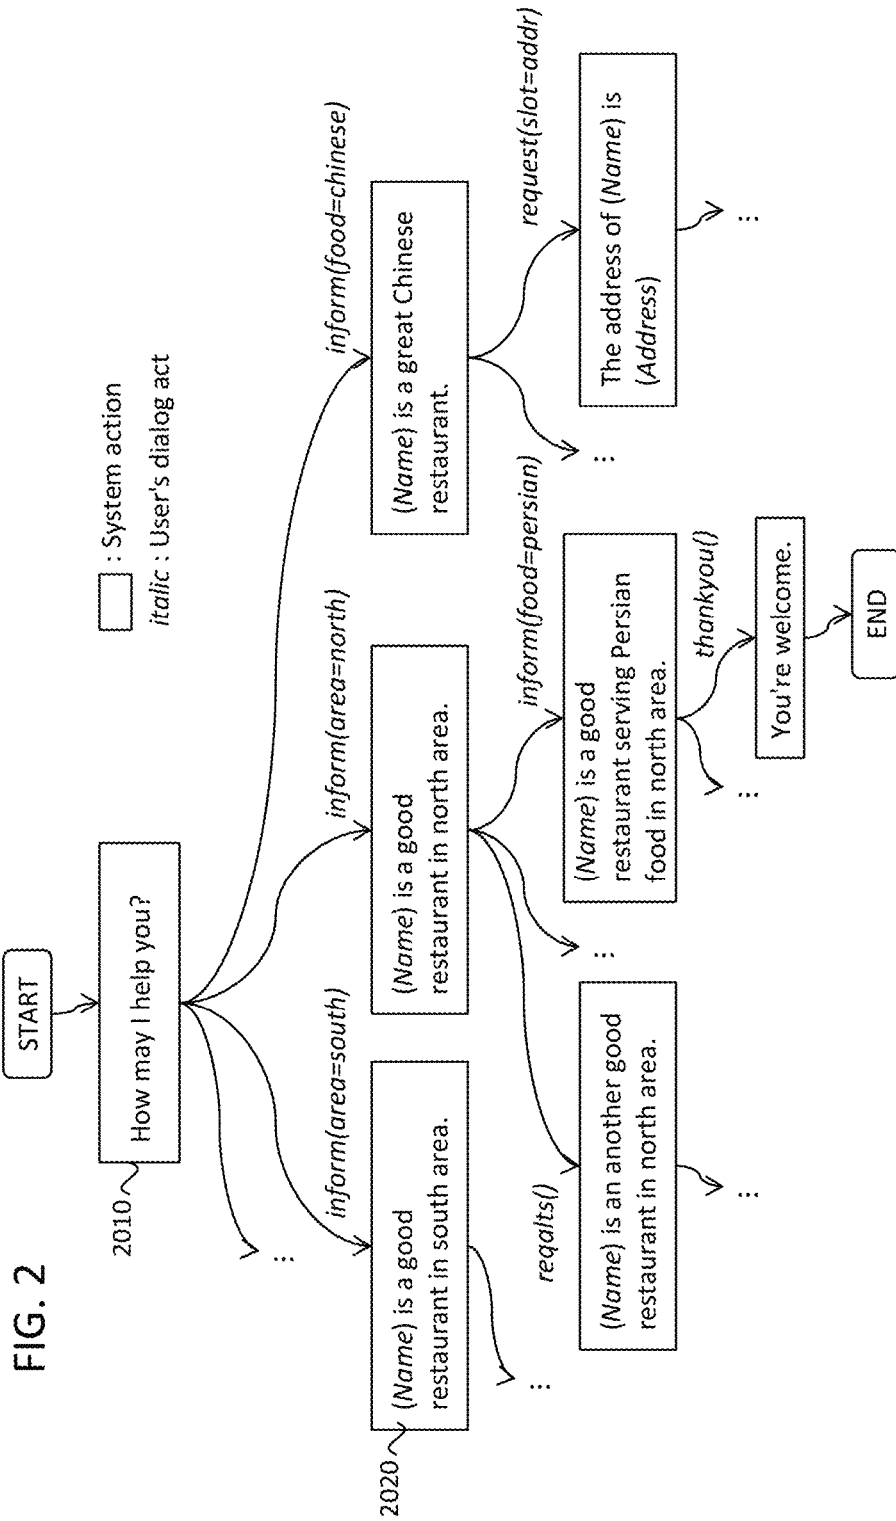 FIG. 2
START
2010
How may I help you?
: System action
italic : User's dialog act
...
inform(area=south)
inform(area=north)
inform(food=chinese)
2020
(Name) is a good
restaurant in south area.
(Name) is a good
restaurant in north area.
(Name) is a great Chinese
restaurant.
...
reqalts()
...
inform(food=persian)
...
request(slot=addr)
(Name) is an another good
restaurant in north area.
(Name) is a good
restaurant serving Persian
food in north area.
The address of (Name) is
(Address)
...
...
thankyou()
...
You're welcome.
END